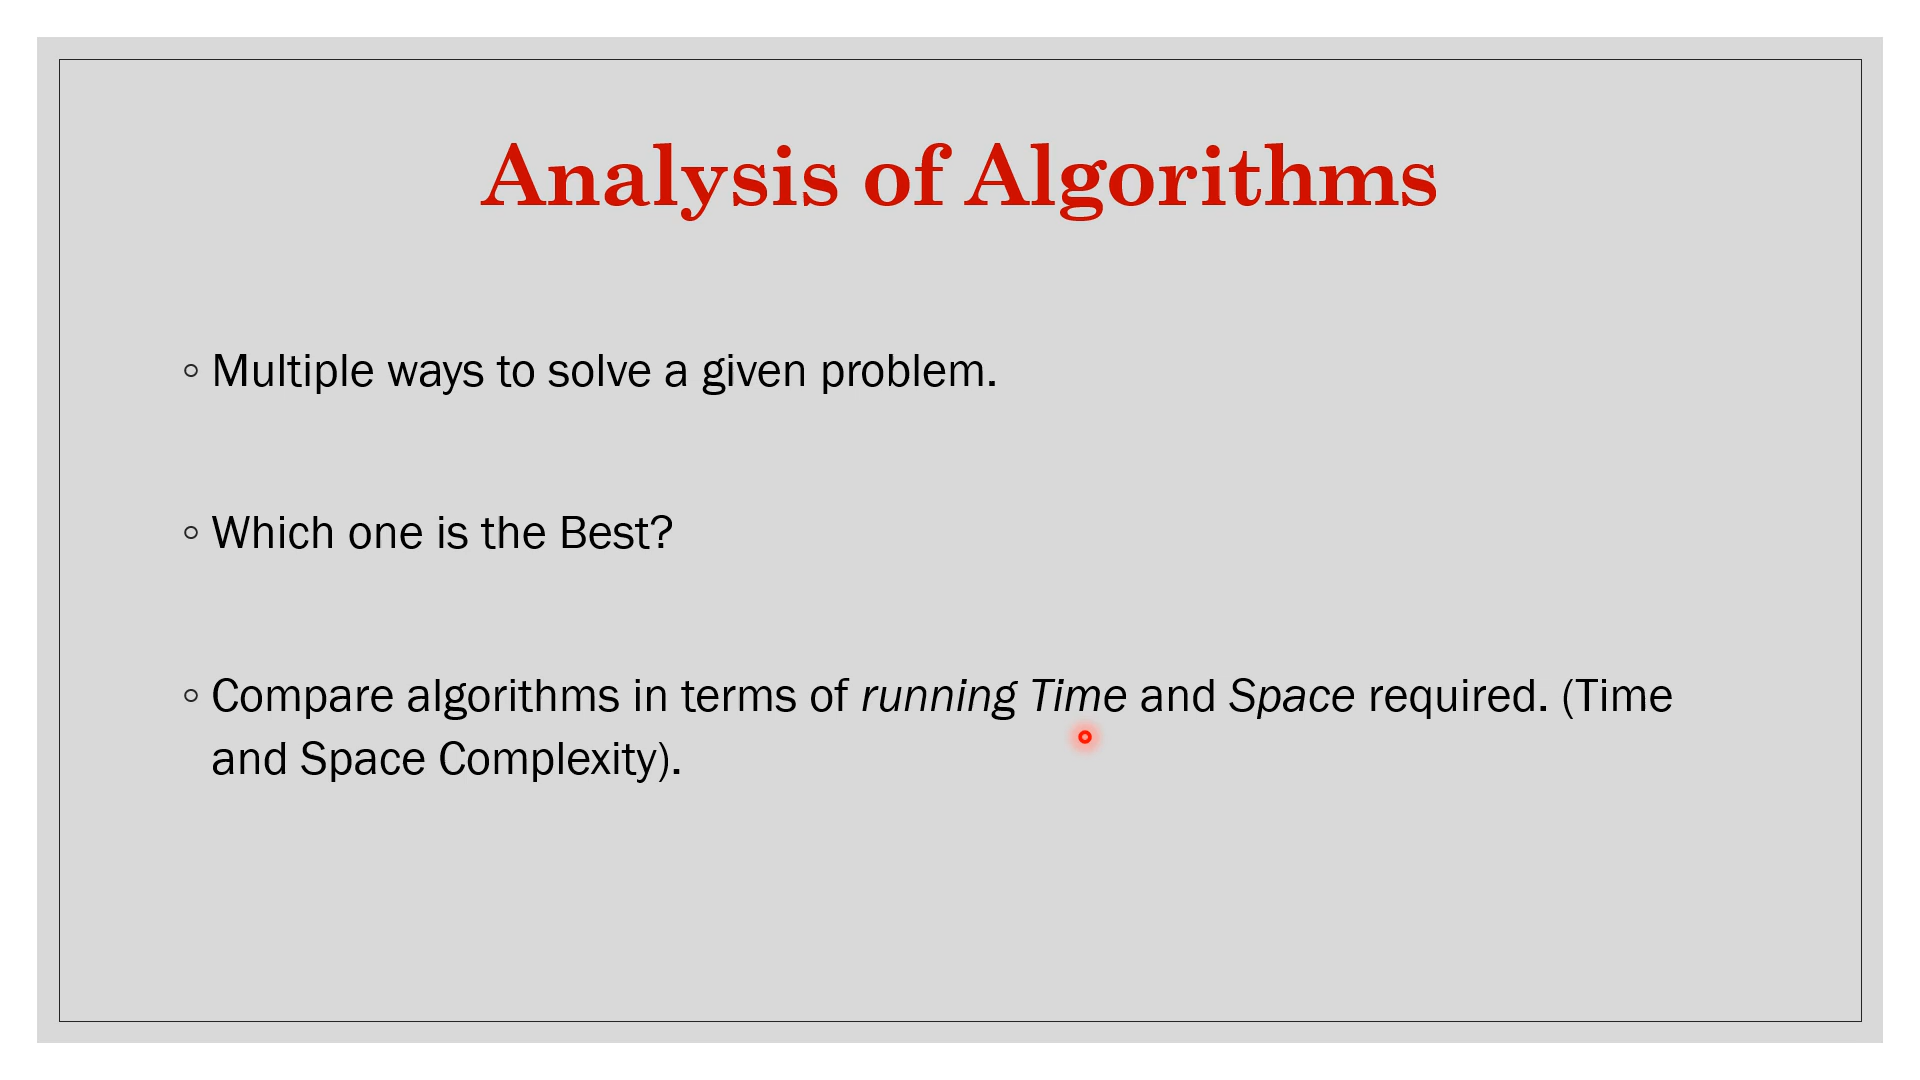 Analysis of Algorithms
◦ Multiple ways to solve a given problem.
◦ Which one is the Best?
◦ Compare algorithms in terms of running Time and Space required. (Time
and Space Complexity).